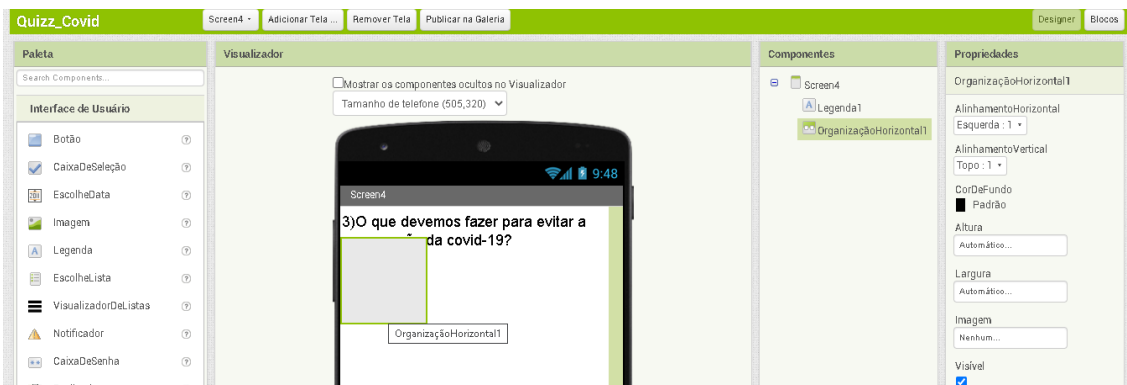 Quizz_Covid
Screen4
Adicionar Tela ...
Remover Tela
Publicar na Galeria
Designer
Blocos
Paleta
Search Components...
Interface de Usuário
Botão
CaixaDeSeleção
EscolheData
Imagem
Legenda
EscolheLista
VisualizadorDeListas
Notificador
CaixaDeSenha
Visualizador
Mostrar os componentes ocultos no Visualizador
Tamanho de telefone (505,320)
9:48
Screen4
3)O que devemos fazer para evitar a
da covid-19?
OrganizaçãoHorizontal1
Componentes
Screen4
Legenda1
OrganizaçãoHorizontal1
Propriedades
OrganizaçãoHorizontal1
AlinhamentoHorizontal
Esquerda : 1
AlinhamentoVertical
Topo : 1
CorDeFundo
Padrão
Altura
Automático...
Largura
Automático...
Imagem
Nenhum...
Visível